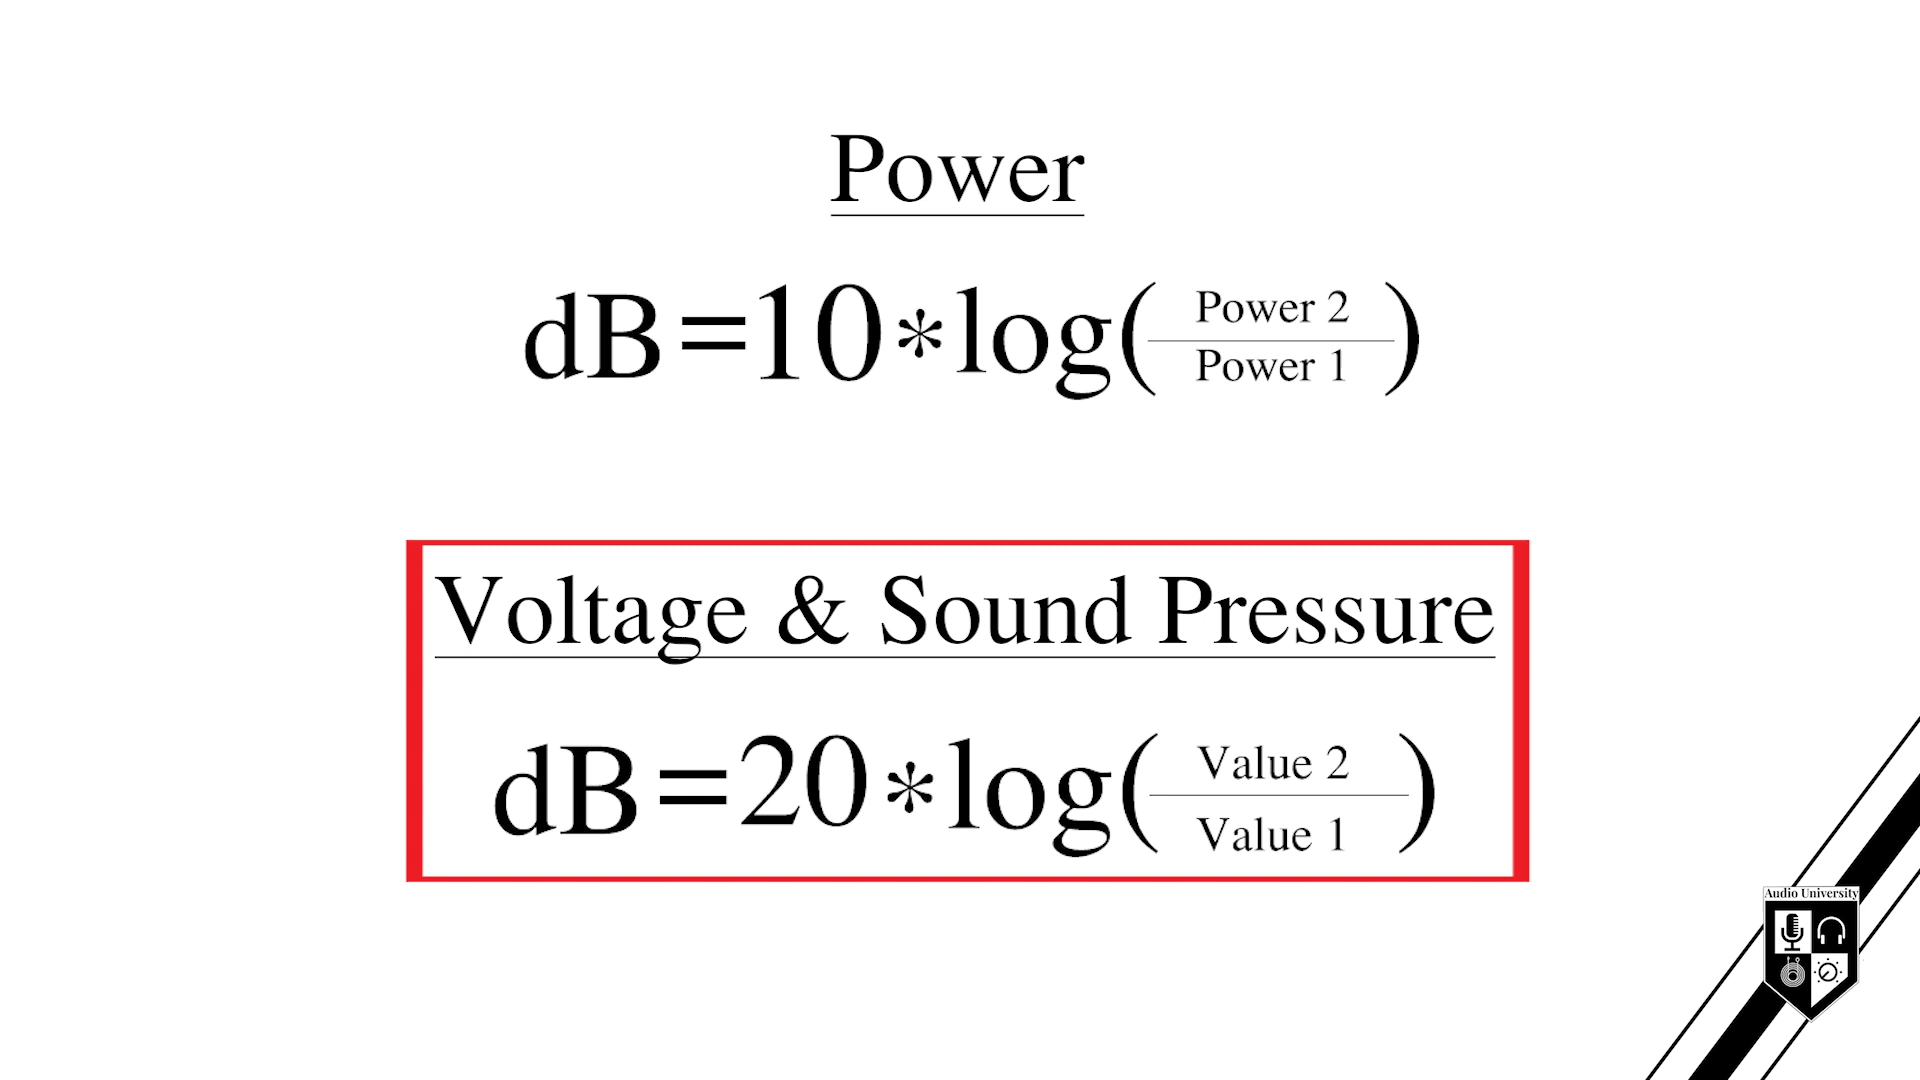 Power
dB=10*log(Power 2/Power 1)
Voltage & Sound Pressure
dB=20*log(Value 2/Value 1)
Audio University